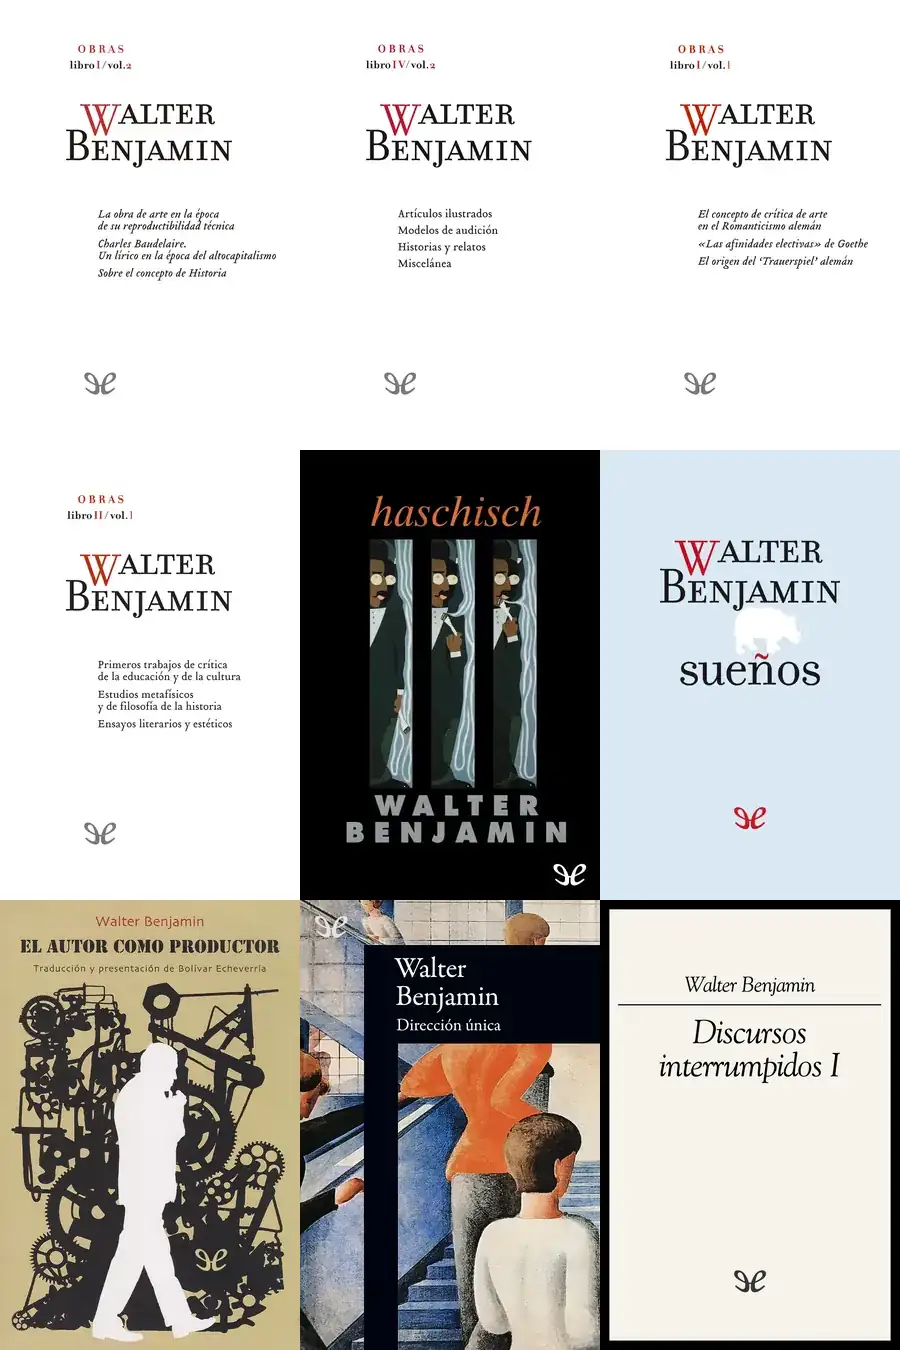 OBRAS
libro I/vol.2
WALTER
BENJAMIN
La obra de arte en la época
de su reproductibilidad técnica
Charles Baudelaire.
Un lírico en la época del altocapitalismo
Sobre el concepto de Historia
OBRAS
libro IV/vol.2
WALTER
BENJAMIN
Artículos ilustrados
Modelos de audición
Historias y relatos
Miscelánea
OBRAS
libro I/vol.1
WALTER
BENJAMIN
El concepto de crítica de arte
en el Romanticismo alemán
«Las afinidades electivas» de Goethe
El origen del ‘Trauerspiel’ alemán
OBRAS
libro II/vol.1
WALTER
BENJAMIN
Primeros trabajos de crítica
de la educación y de la cultura
Estudios metafísicos
y de filosofía de la historia
Ensayos literarios y estéticos
haschisch
WALTER
BENJAMIN
WALTER
BENJAMIN
sueños
Walter Benjamin
EL AUTOR COMO PRODUCTOR
Traducción y presentación de Bolívar Echeverría
Walter
Benjamin
Dirección única
Walter Benjamin
Discursos
interrumpidos I